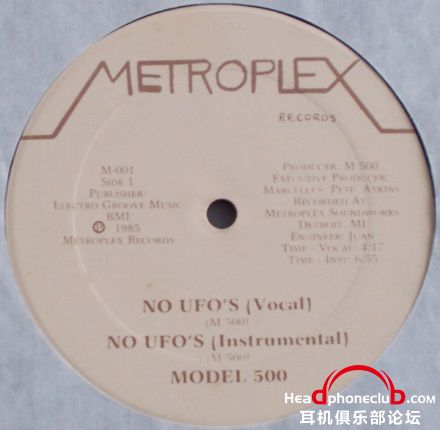 METROPLEX
RECORDS
M-001
SIDE 1
PUBLISHER:
ELECTRO GROOVE MUSIC
BMI
℗ 1985
METROPLEX RECORDS
PRODUCER: M 500
EXECUTIVE PRODUCER:
MARCELLUS 'PETE' ATKINS
RECORDED AT:
METROPLEX SOUNDWORKS
DETROIT, MI
ENGINEER: JUAN
TIME - VOCAL: 4:17
TIME - INST: 6:55
NO UFO'S (Vocal)
(M 500)
NO UFO'S (Instrumental)
(M 500)
MODEL 500
Headphoneclub.com
耳机俱乐部论坛